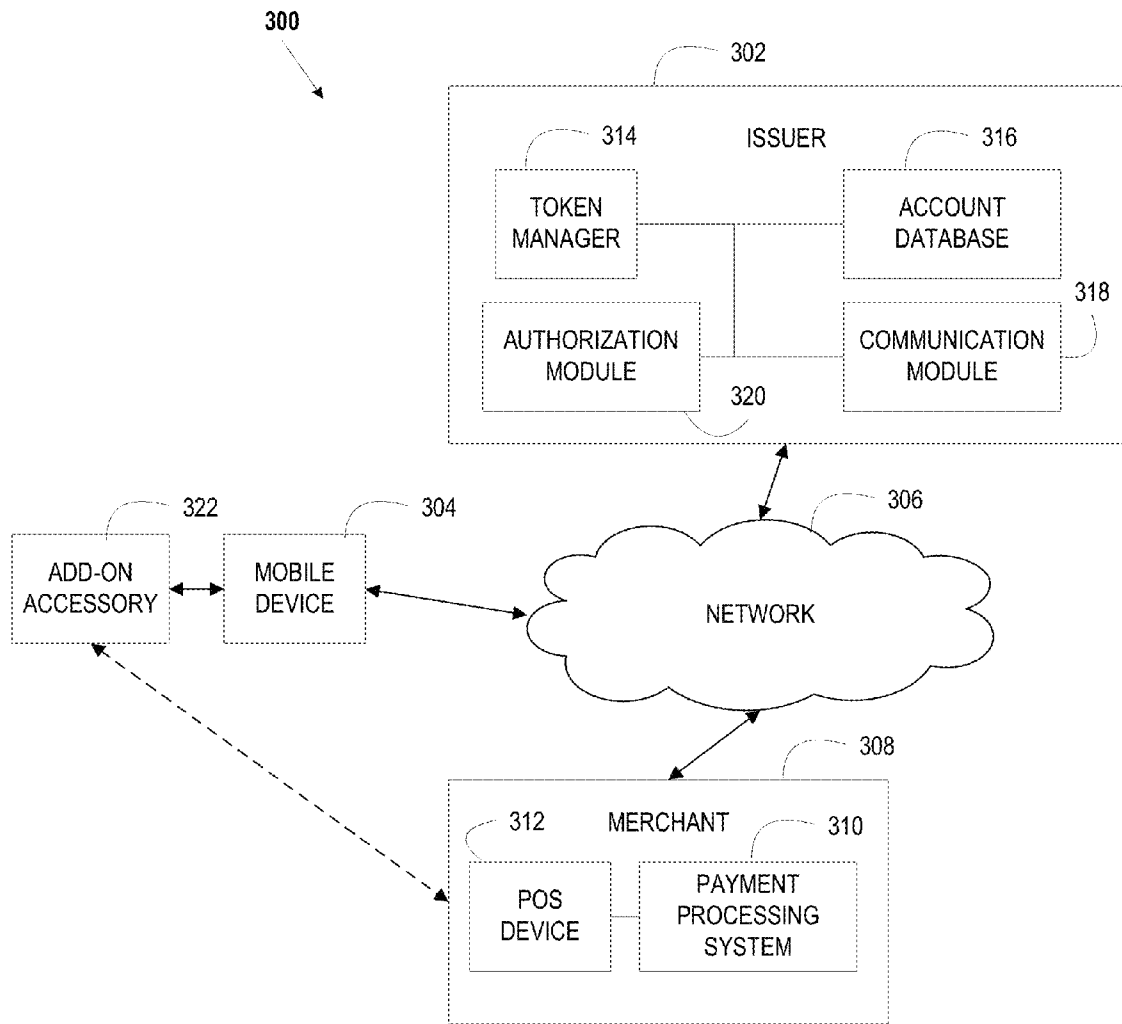 300
302
ISSUER
314
316
TOKEN
MANAGER
ACCOUNT
DATABASE
318
AUTHORIZATION
MODULE
COMMUNICATION
MODULE
320
322
304
306
ADD-ON
ACCESSORY
MOBILE
DEVICE
NETWORK
308
312
MERCHANT
310
POS
DEVICE
PAYMENT
PROCESSING
SYSTEM